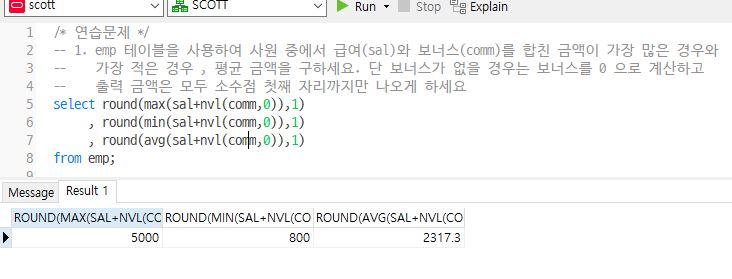 scott SCOTT Run Stop Explain
1 /* 연습문제 */
2 -- 1. emp 테이블을 사용하여 사원 중에서 급여(sal)와 보너스(comm)를 합친 금액이 가장 많은 경우와
3 -- 가장 적은 경우 , 평균 금액을 구하세요. 단 보너스가 없을 경우는 보너스를 0 으로 계산하고
4 -- 출력 금액은 모두 소수점 첫째 자리까지만 나오게 하세요
5 select round(max(sal+nvl(comm,0)),1)
6 , round(min(sal+nvl(comm,0)),1)
7 , round(avg(sal+nvl(comm,0)),1)
8 from emp;
Message Result 1
ROUND(MAX(SAL+NVL(CO ROUND(MIN(SAL+NVL(CO ROUND(AVG(SAL+NVL(CO
5000 800 2317.3